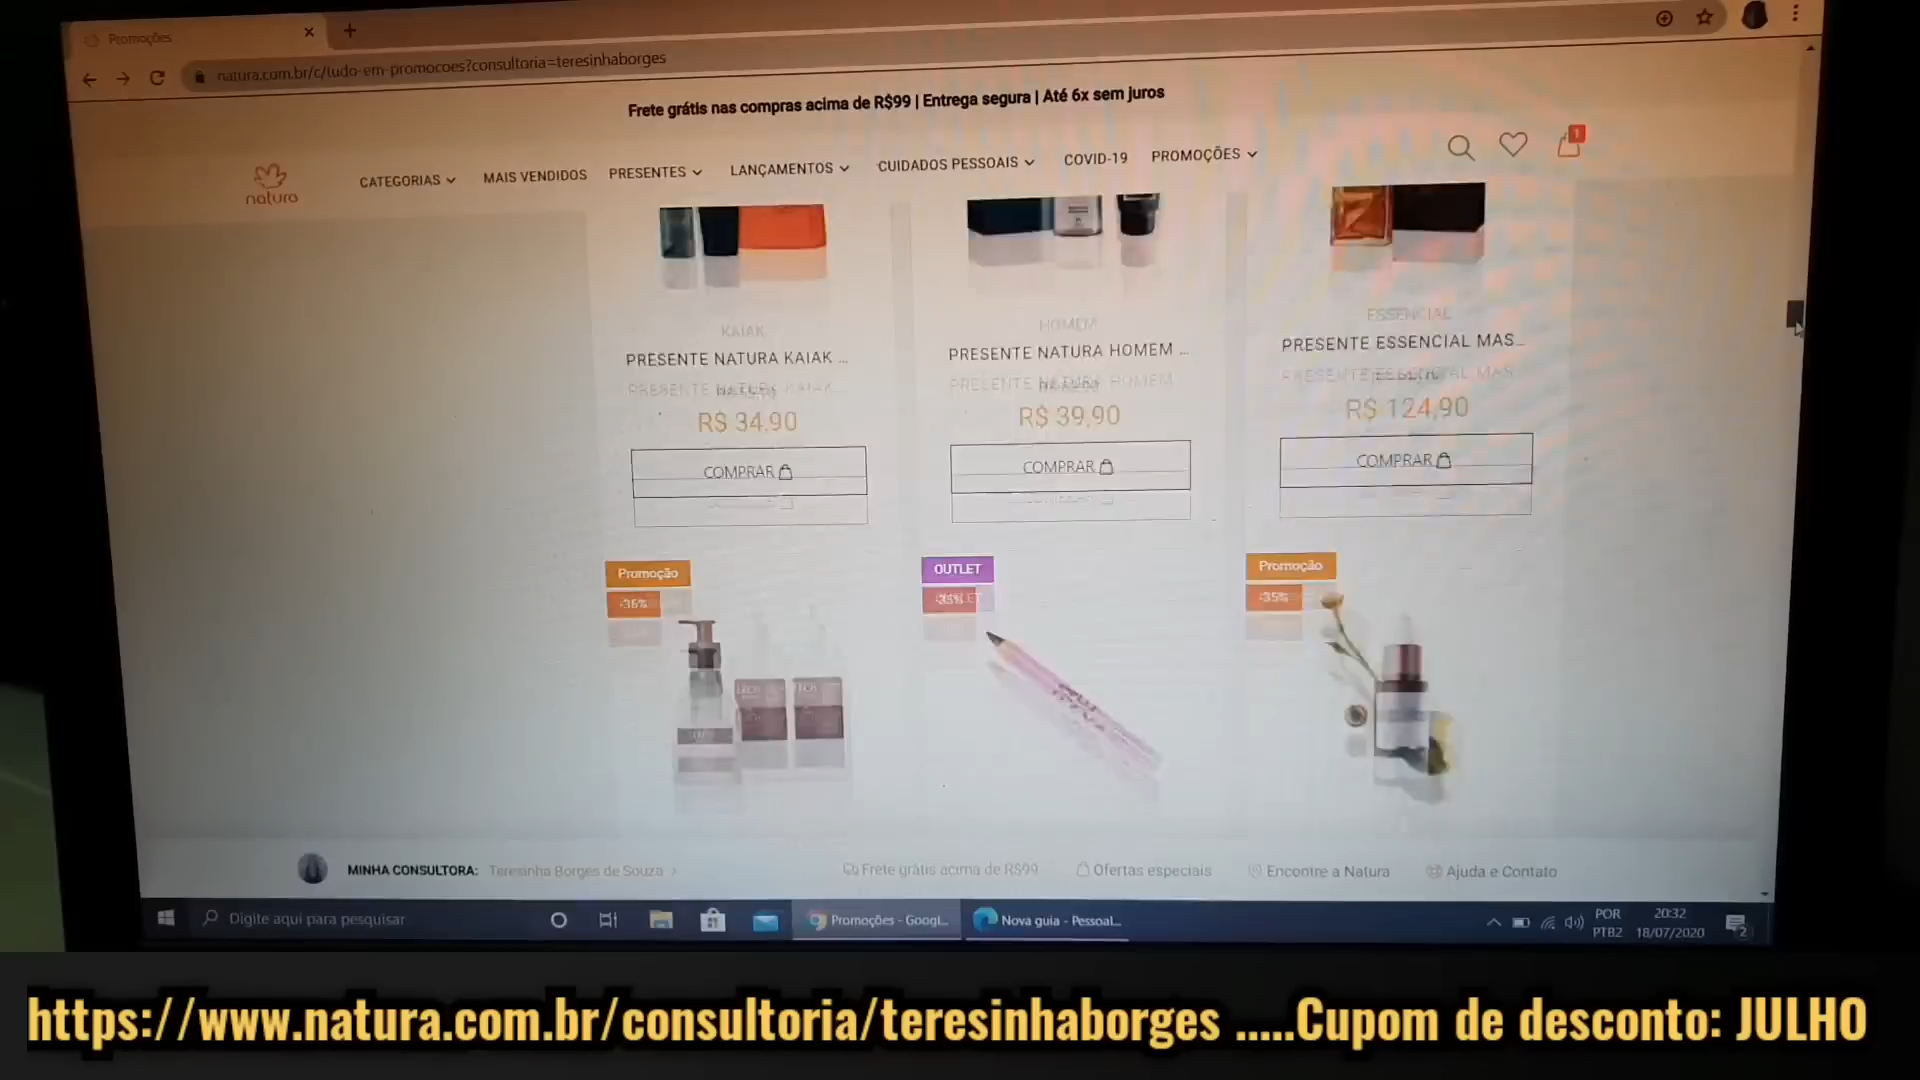 Promoções
natura.com.br/c/tudo-em-promocoes?consultoria=teresinhaborges
Frete grátis nas compras acima de R$99 | Entrega segura | Até 6x sem juros
natura
CATEGORIAS
MAIS VENDIDOS
PRESENTES
LANÇAMENTOS
CUIDADOS PESSOAIS
COVID-19
PROMOÇÕES
1
KAIAK
HOMEM
ESSENCIAL
PRESENTE NATURA KAIAK ...
PRESENTE NATURA HOMEM ...
PRESENTE ESSENCIAL MAS...
R$ 34,90
R$ 39,90
R$ 124,90
COMPRAR
COMPRAR
COMPRAR
Promoção
OUTLET
Promoção
-35%
-35%
MINHA CONSULTORA: Teresinha Borges de Souza
Frete grátis acima de R$99
Ofertas especiais
Encontre a Natura
Ajuda e Contato
Digite aqui para pesquisar
Promoções - Googl...
Nova guia - Pessoal...
POR
PTB2
20:32
18/07/2020
2
https://www.natura.com.br/consultoria/teresinhaborges .....Cupom de desconto: JULHO